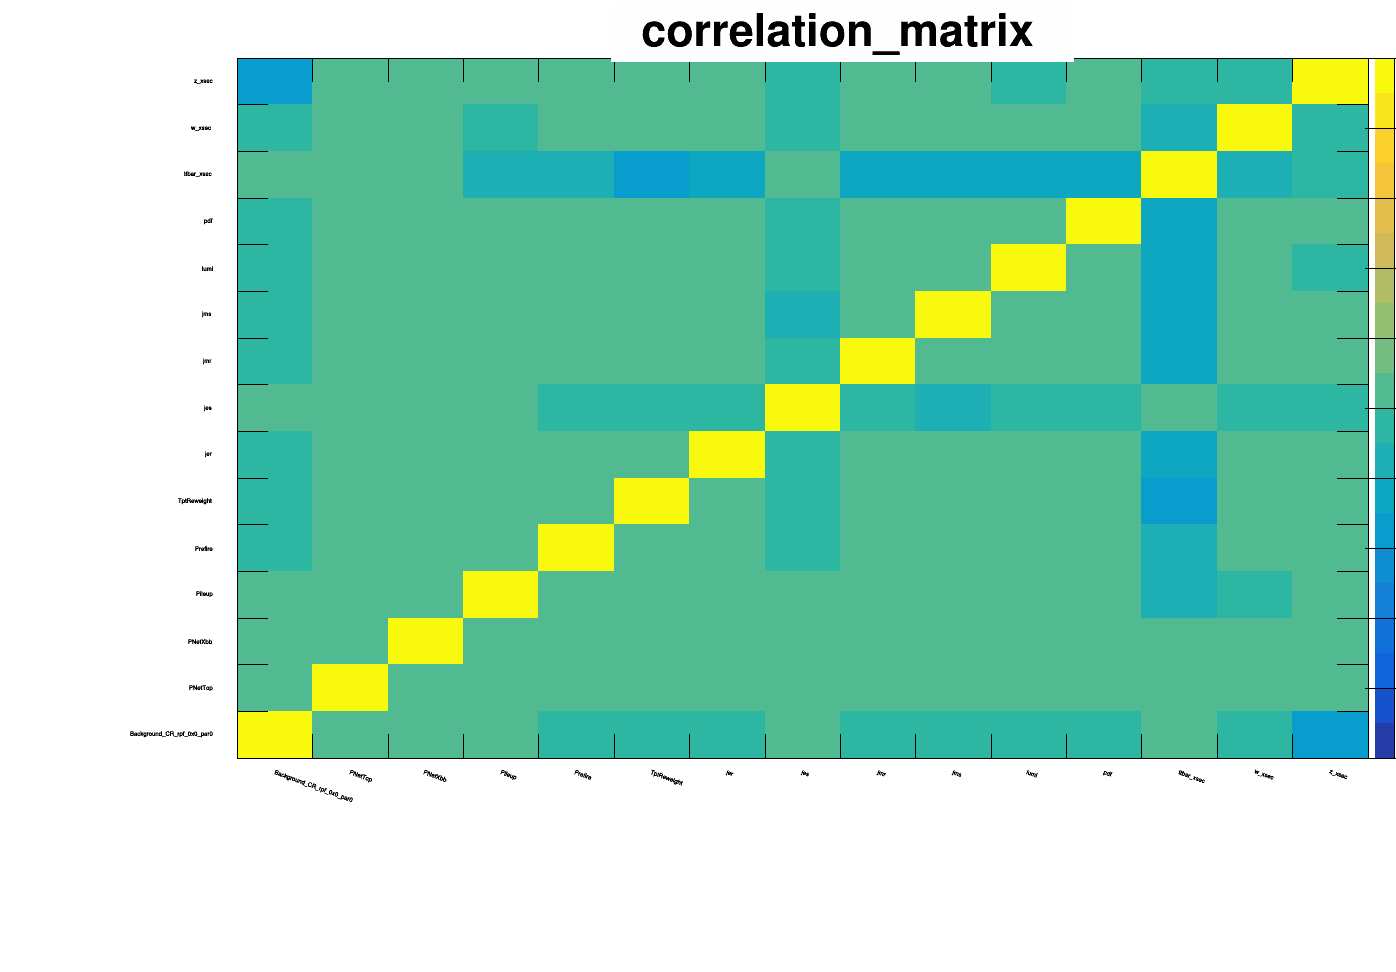 correlation_matrix
z_xsec
w_xsec
ttbar_xsec
pdf
lumi
jms
jmr
jes
jer
TptReweight
Prefire
Pileup
PNetXbb
PNetTop
Background_CR_rpf_0x0_par0
Background_CR_rpf_0x0_par0
PNetTop
PNetXbb
Pileup
Prefire
TptReweight
jer
jes
jmr
jms
lumi
pdf
ttbar_xsec
w_xsec
z_xsec